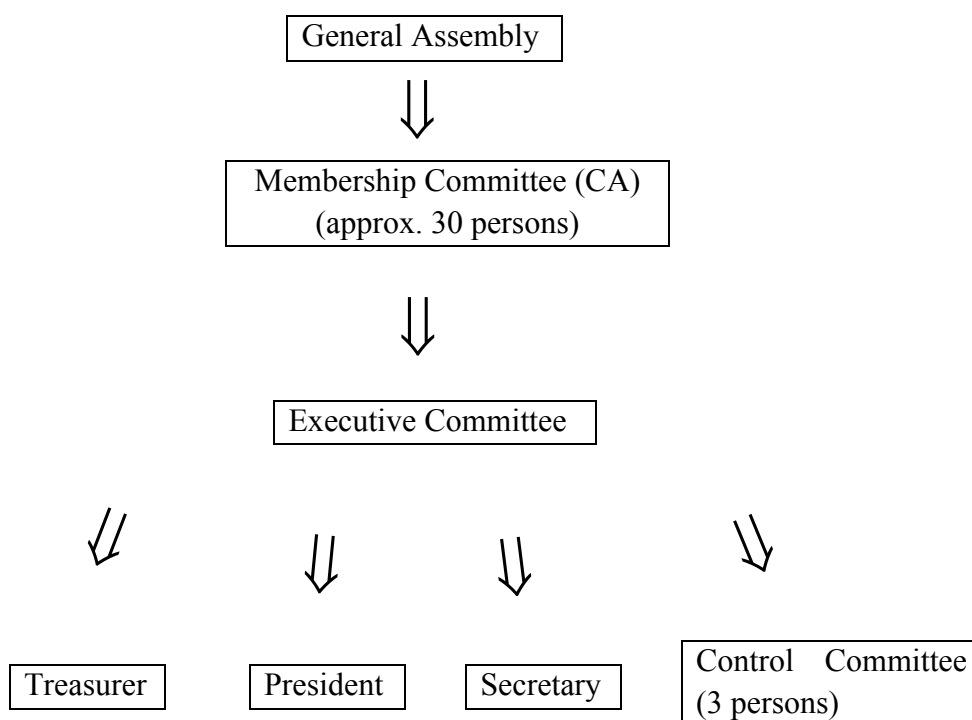 General Assembly
Membership Committee (CA)
(approx. 30 persons)
Executive Committee
Treasurer
President
Secretary
Control Committee
(3 persons)